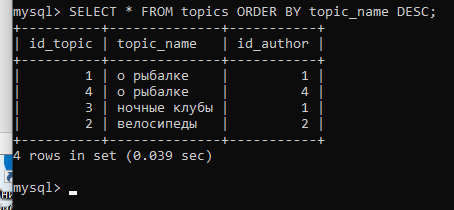 mysql> SELECT * FROM topics ORDER BY topic_name DESC;
+----------+--------------+-----------+
| id_topic | topic_name | id_author |
+----------+--------------+-----------+
| 1 | о рыбалке | 1 |
| 4 | о рыбалке | 4 |
| 3 | ночные клубы | 1 |
| 2 | велосипеды | 2 |
+----------+--------------+-----------+
4 rows in set (0.039 sec)
mysql>